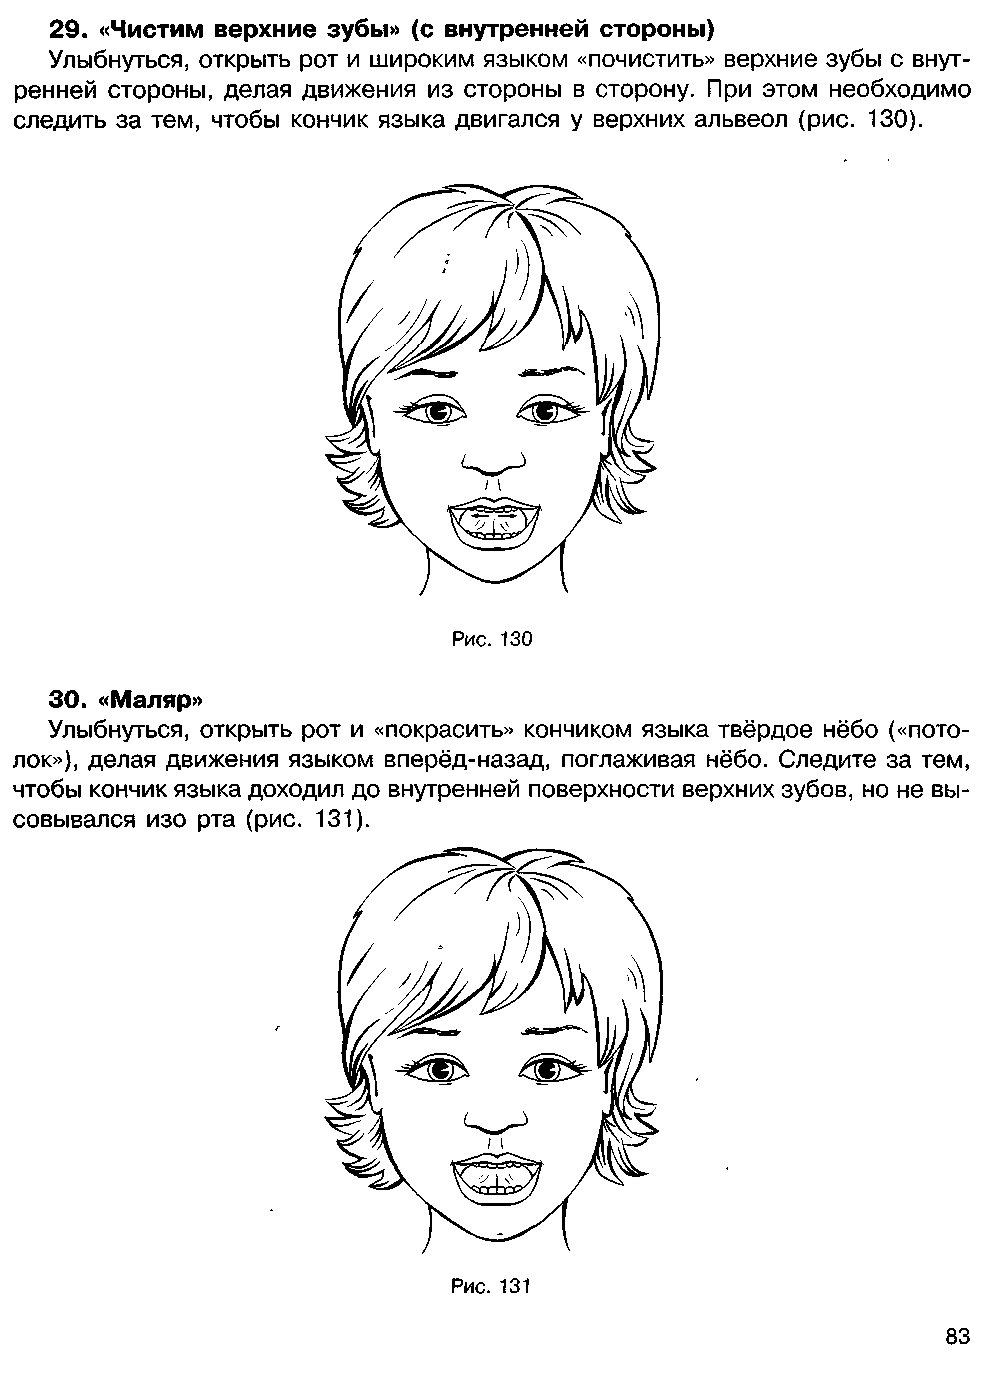 29. «Чистим верхние зубы» (с внутренней стороны)
Улыбнуться, открыть рот и широким языком «почистить» верхние зубы с внут-
ренней стороны, делая движения из стороны в сторону. При этом необходимо
следить за тем, чтобы кончик языка двигался у верхних альвеол (рис. 130).
Рис. 130
30. «Маляр»
Улыбнуться, открыть рот и «покрасить» кончиком языка твёрдое нёбо («пото-
лок»), делая движения языком вперёд-назад, поглаживая нёбо. Следите за тем,
чтобы кончик языка доходил до внутренней поверхности верхних зубов, но не вы-
совывался изо рта (рис. 131).
Рис. 131
83